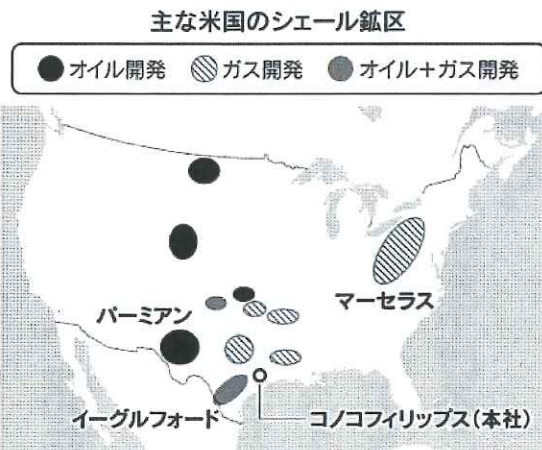 主な米国のシェール鉱区
オイル開発 ガス開発 オイル+ガス開発
パーミアン
マーセラス
イーグルフォード
コノコフィリップス(本社)